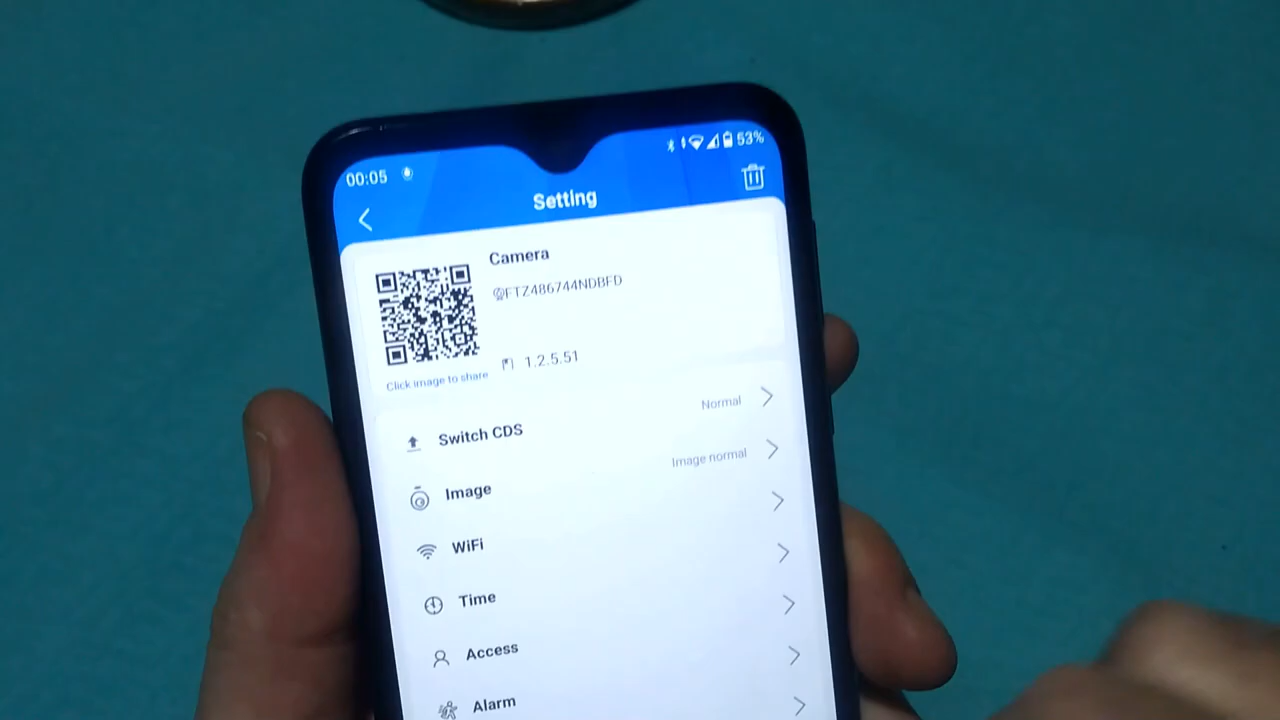 00:05 53%
Setting
Camera
@FTZ486744NDBFD
1.2.5.51
Click image to share
Switch CDS Normal
Image Image normal
WiFi
Time
Access
Alarm